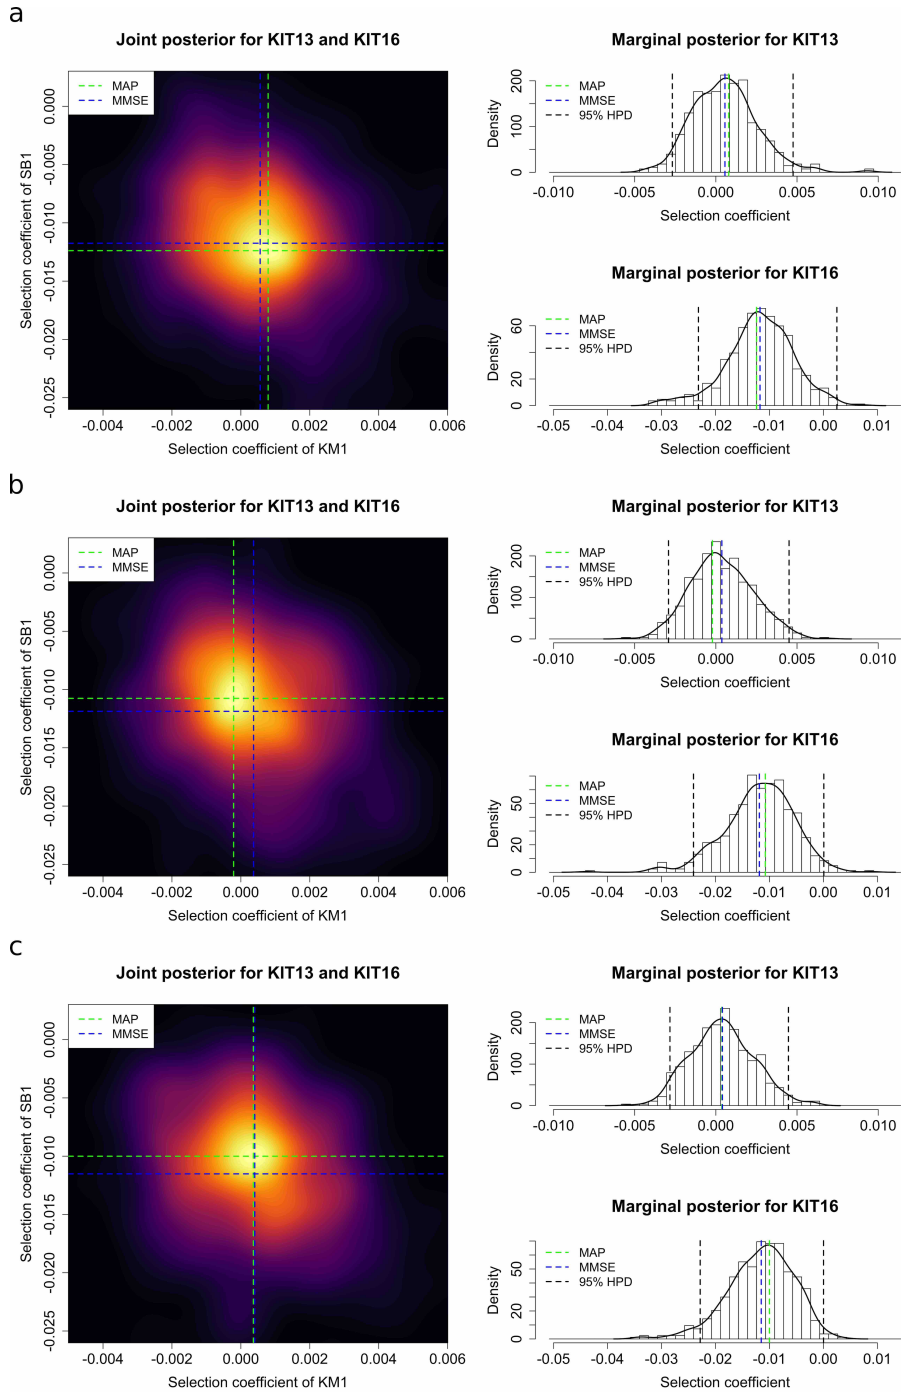 a
Joint posterior for KIT13 and KIT16
MAP
MMSE
Selection coefficient of SB1
0.000
-0.005
-0.010
-0.015
-0.020
-0.025
-0.004 -0.002 0.000 0.002 0.004 0.006
Selection coefficient of KM1
Marginal posterior for KIT13
MAP
MMSE
95% HPD
Density
200
100
0
-0.010 -0.005 0.000 0.005 0.010
Selection coefficient
Marginal posterior for KIT16
MAP
MMSE
95% HPD
Density
60
20
0
-0.05 -0.04 -0.03 -0.02 -0.01 0.00 0.01
Selection coefficient
b
Joint posterior for KIT13 and KIT16
MAP
MMSE
Selection coefficient of SB1
0.000
-0.005
-0.010
-0.015
-0.020
-0.025
-0.004 -0.002 0.000 0.002 0.004 0.006
Selection coefficient of KM1
Marginal posterior for KIT13
MAP
MMSE
95% HPD
Density
200
100
0
-0.010 -0.005 0.000 0.005 0.010
Selection coefficient
Marginal posterior for KIT16
MAP
MMSE
95% HPD
Density
50
20
0
-0.05 -0.04 -0.03 -0.02 -0.01 0.00 0.01
Selection coefficient
c
Joint posterior for KIT13 and KIT16
MAP
MMSE
Selection coefficient of SB1
0.000
-0.005
-0.010
-0.015
-0.020
-0.025
-0.004 -0.002 0.000 0.002 0.004 0.006
Selection coefficient of KM1
Marginal posterior for KIT13
MAP
MMSE
95% HPD
Density
200
100
0
-0.010 -0.005 0.000 0.005 0.010
Selection coefficient
Marginal posterior for KIT16
MAP
MMSE
95% HPD
Density
50
20
0
-0.05 -0.04 -0.03 -0.02 -0.01 0.00 0.01
Selection coefficient